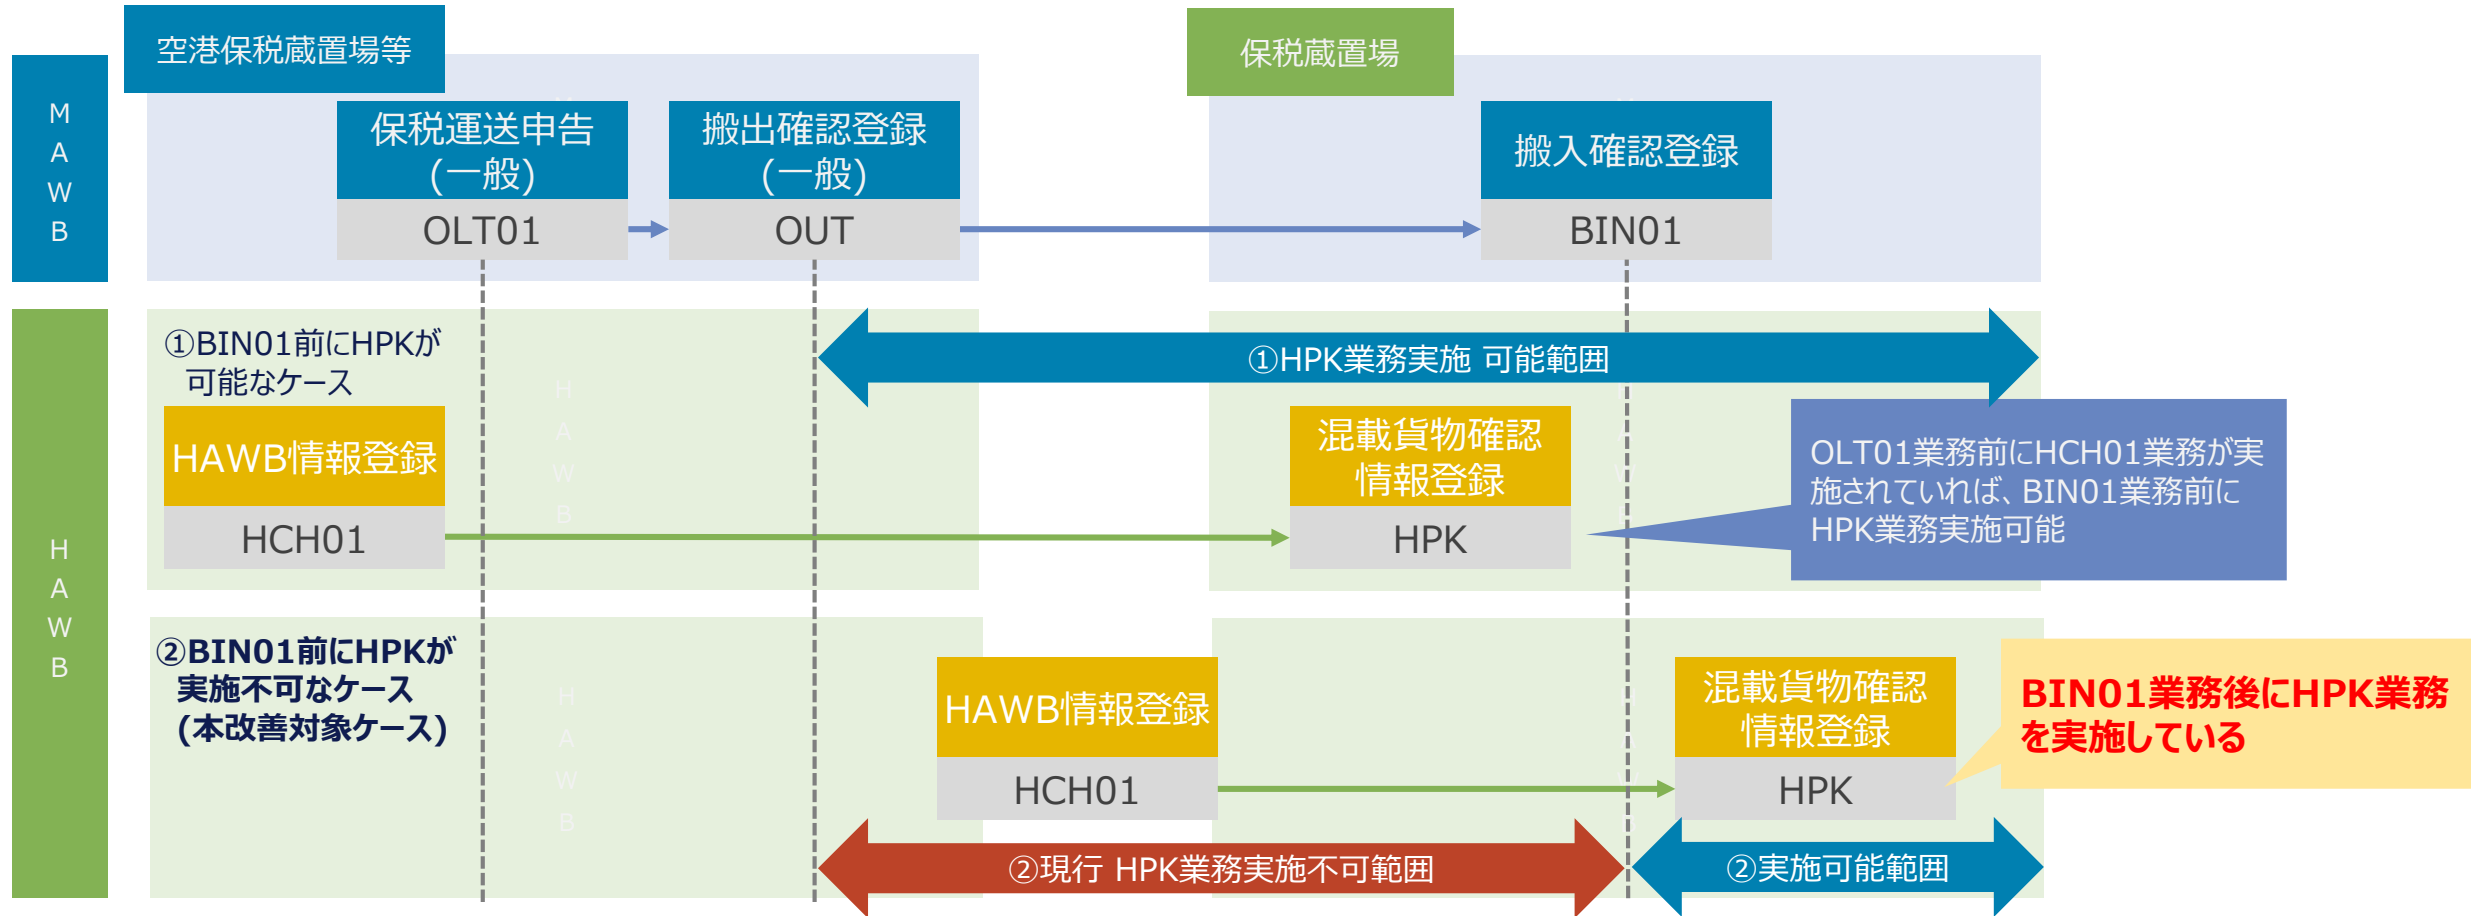 空港保税蔵置場等
保税蔵置場
M
A
W
B
保税運送申告
(一般)
OLT01
搬出確認登録
(一般)
OUT
搬入確認登録
BIN01
H
A
W
B
①BIN01前にHPKが
可能なケース
①HPK業務実施 可能範囲
HAWB情報登録
HCH01
H
A
W
B
混載貨物確認
情報登録
HPK
OLT01業務前にHCH01業務が実
施されていれば、BIN01業務前に
HPK業務実施可能
②BIN01前にHPKが
実施不可なケース
(本改善対象ケース)
H
A
W
B
HAWB情報登録
HCH01
混載貨物確認
情報登録
HPK
BIN01業務後にHPK業務
を実施している
②現行 HPK業務実施不可範囲
②実施可能範囲